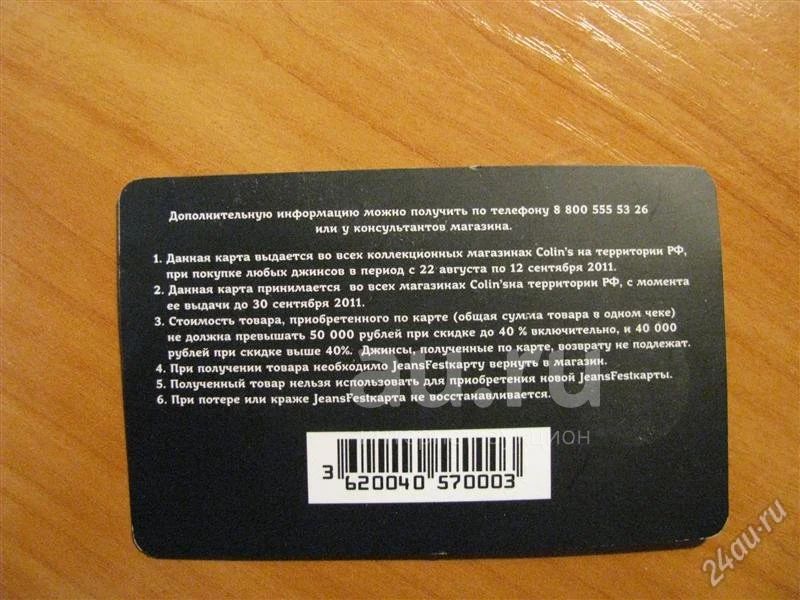 Дополнительную информацию можно получить по телефону 8 800 555 53 26
или у консультантов магазина.
1. Данная карта выдается во всех коллекционных магазинах Colin's на территории РФ,
при покупке любых джинсов в период с 22 августа по 12 сентября 2011.
2. Данная карта принимается во всех магазинах Colin'sна территории РФ, с момента
ее выдачи до 30 сентября 2011.
3. Стоимость товара, приобретенного по карте (общая сумма товара в одном чеке)
не должна превышать 50 000 рублей при скидке до 40 % включительно, и 40 000
рублей при скидке выше 40%. Джинсы, полученные по карте, возврату не подлежат.
4. При получении товара необходимо JeansFestкарту вернуть в магазин.
5. Полученный товар нельзя использовать для приобретения новой JeansFestкарты.
6. При потере или краже JeansFestкарта не восстанавливается.
au.ru
3 620040 570003
24au.ru